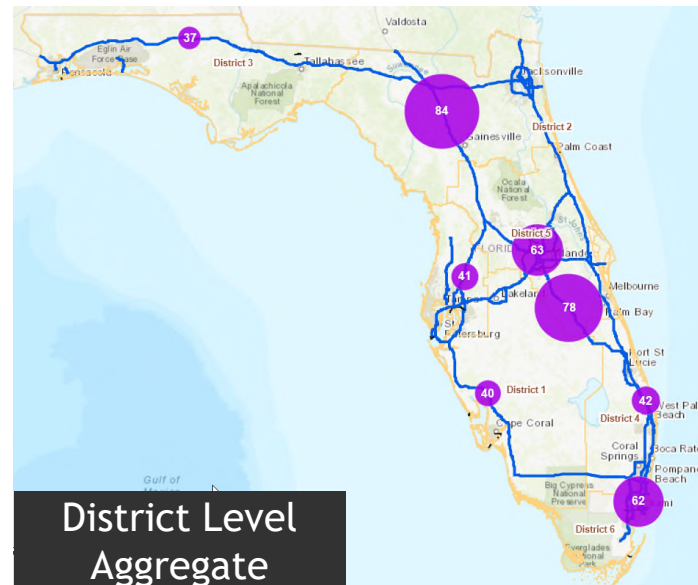 Valdosta
37
Eglin Air
Force Base
District 3
Tallahassee
Pensacola
Apalachicola
National
Forest
Jacksonville
84
District 2
Gainesville
Palm Coast
Ocala
National
Forest
District 5
63
41
Lakeland
Melbourne
78
Palm Bay
St
Petersburg
Port St
Lucie
40
District 1
42
West Palm
Beach
District 4
Cape Coral
Coral
Springs
Boca Rat
Pompano
Beach
Gulf of
Big Cypress
National
Preserve
62
District 6
Everglades
National
District Level
Aggregate